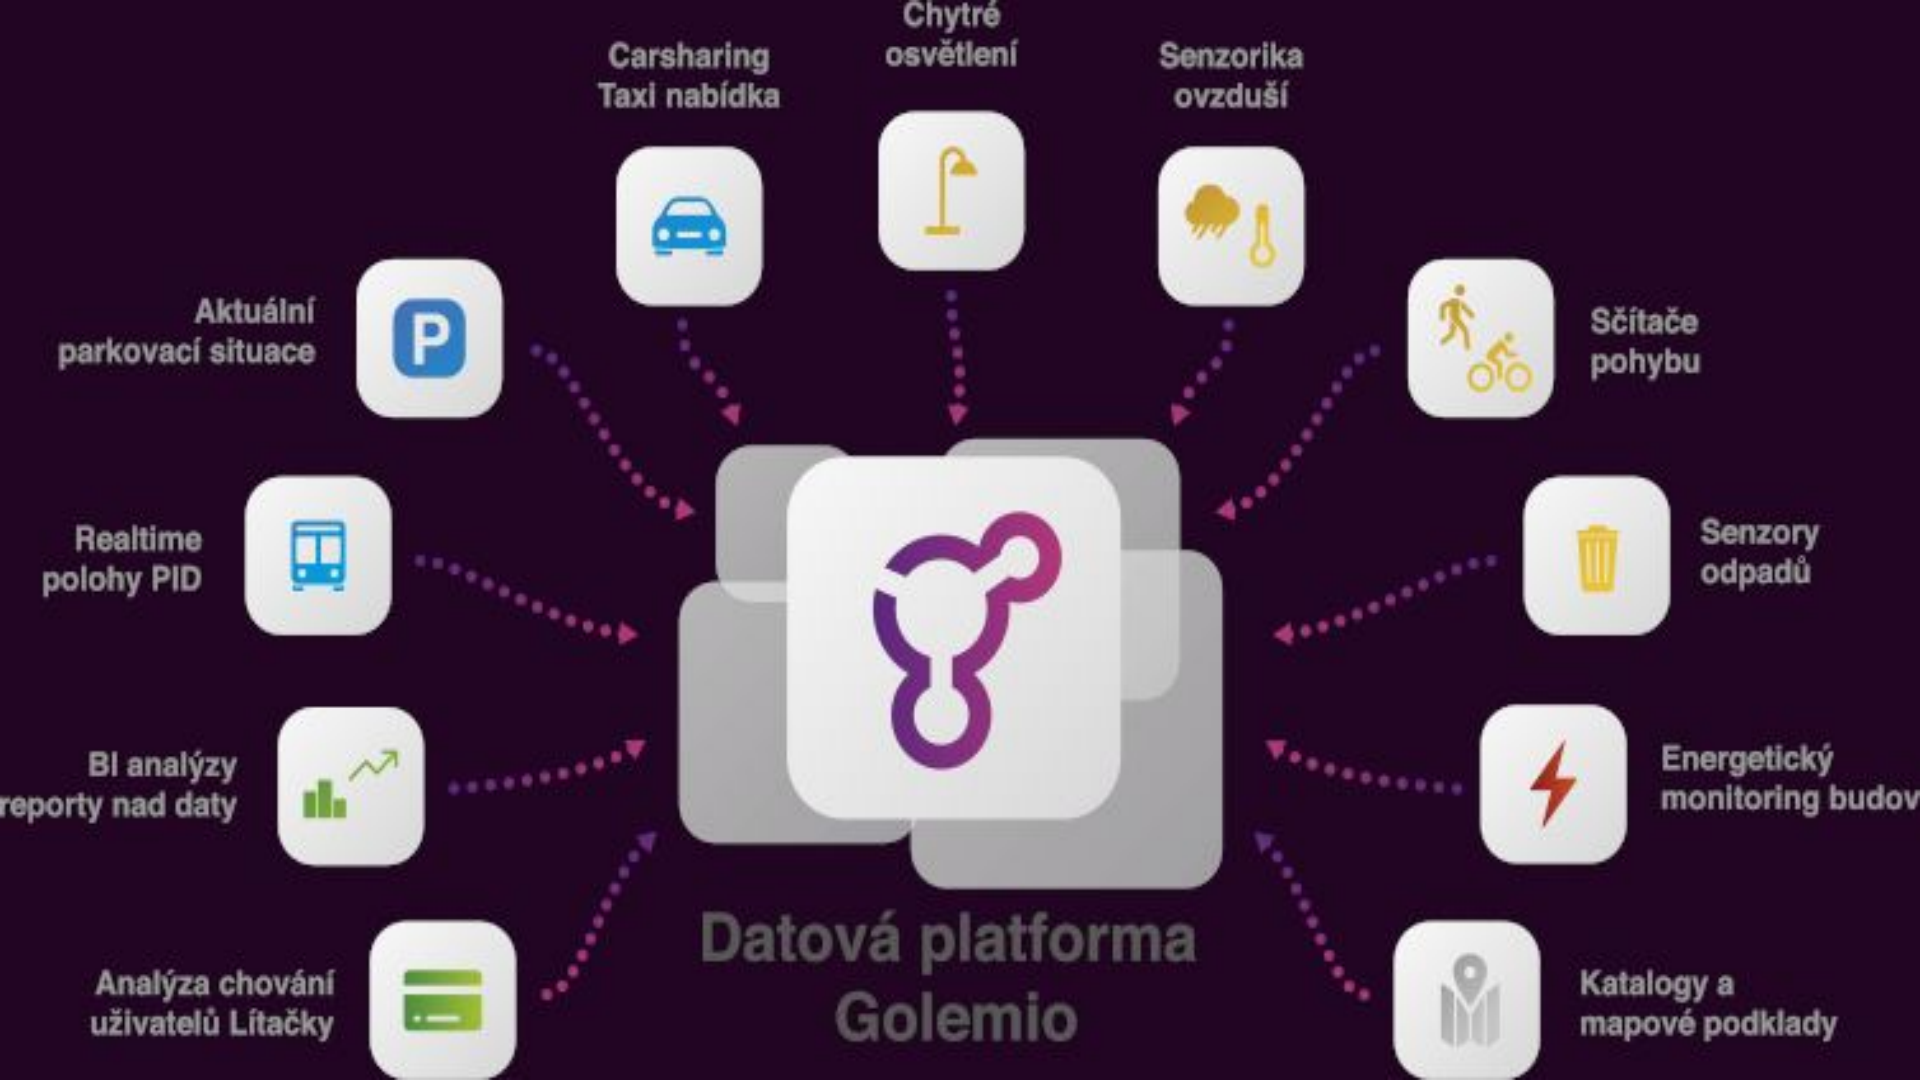 Chytré
osvětlení
Carsharing
Taxi nabídka
Senzorika
ovzduší
Aktuální
parkovací situace
P
Sčítače
pohybu
Realtime
polohy PID
Senzory
odpadů
BI analýzy
reporty nad daty
Energetický
monitoring budov
Analýza chování
uživatelů Lítačky
Datová platforma
Golemio
Katalogy a
mapové podklady